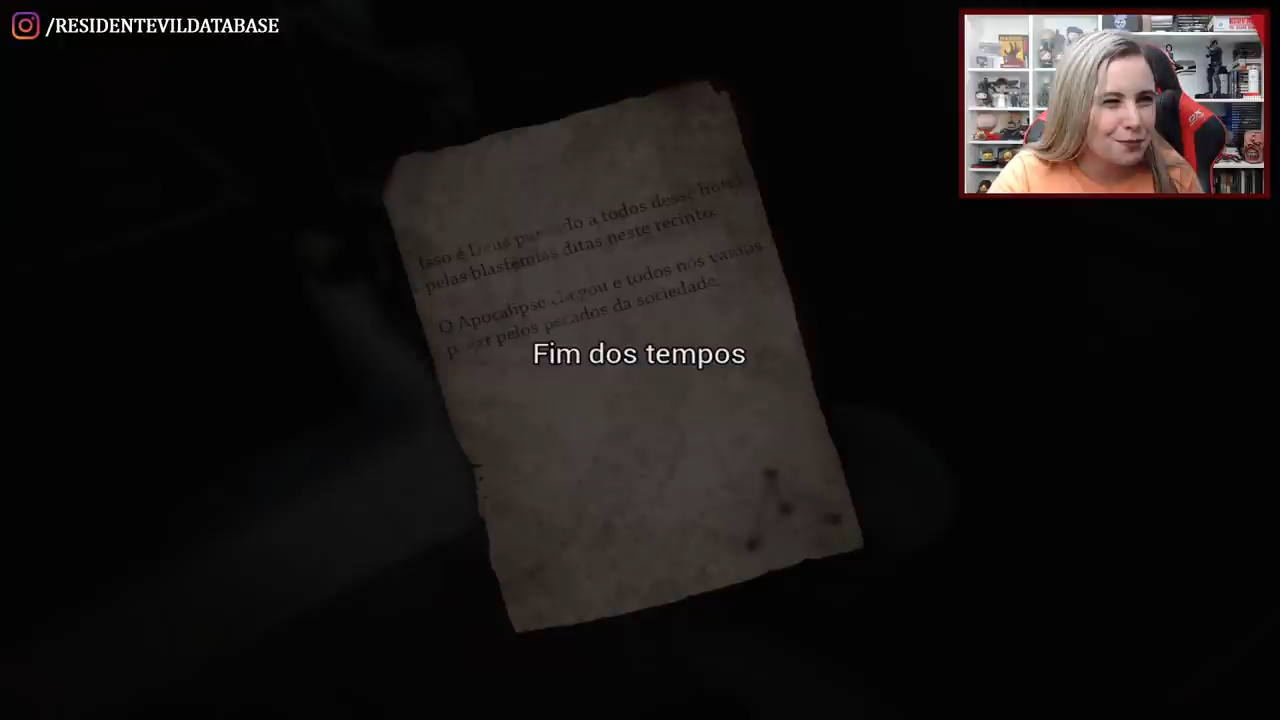 /RESIDENTEVILDATABASE
Isso é Deus a todos desse hotel
pelas blasfêmias ditas neste recinto.
O Apocalipse chegou e todos nós vamos
pagar pelos pecados da sociedade.
Fim dos tempos